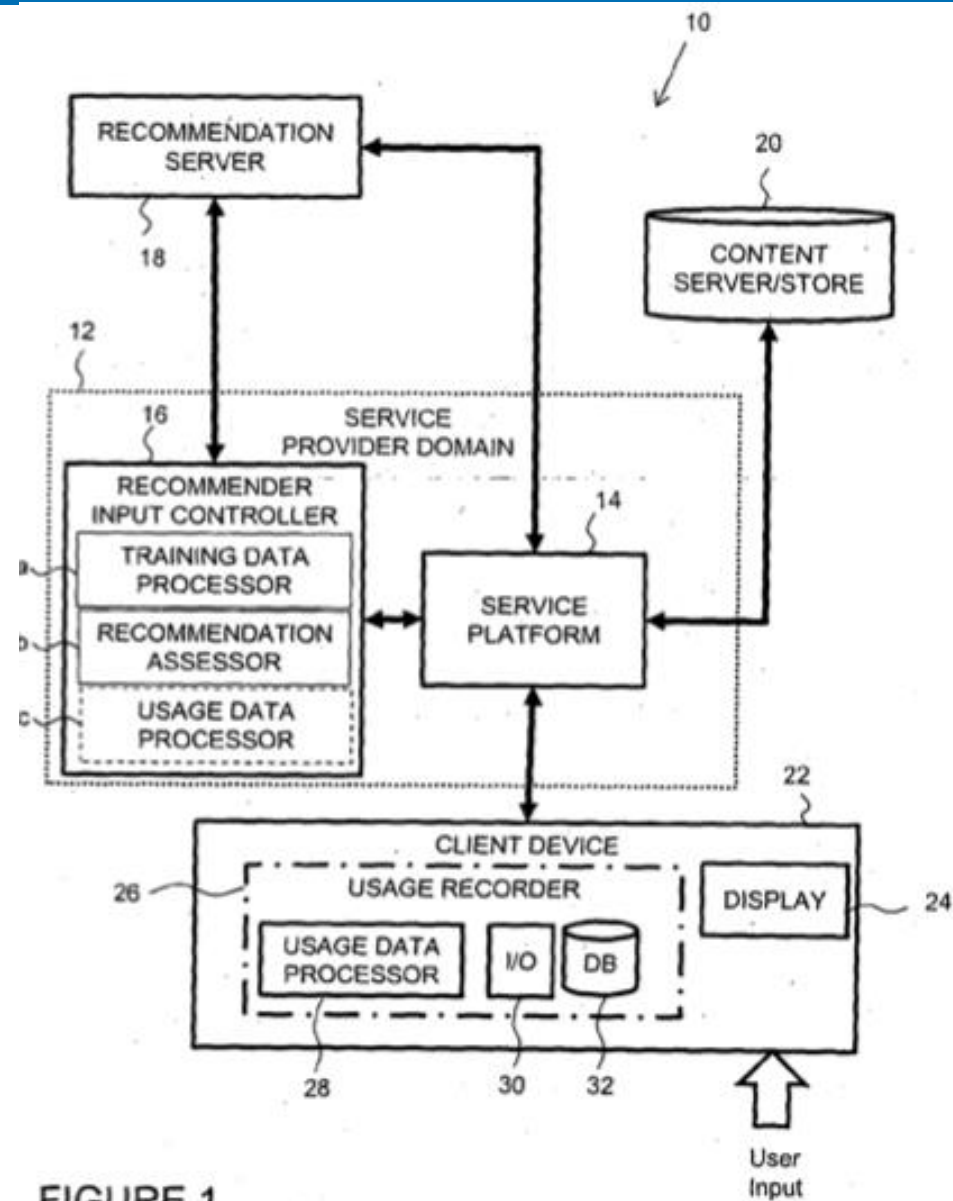 10
RECOMMENDATION
SERVER
18
20
CONTENT
SERVER/STORE
12
SERVICE
PROVIDER DOMAIN
16
RECOMMENDER
INPUT CONTROLLER
TRAINING DATA
PROCESSOR
RECOMMENDATION
ASSESSOR
c
USAGE DATA
PROCESSOR
14
SERVICE
PLATFORM
22
CLIENT DEVICE
26
USAGE RECORDER
USAGE DATA
PROCESSOR
I/O
DB
DISPLAY
24
28
30
32
User
Input
FIGURE 1